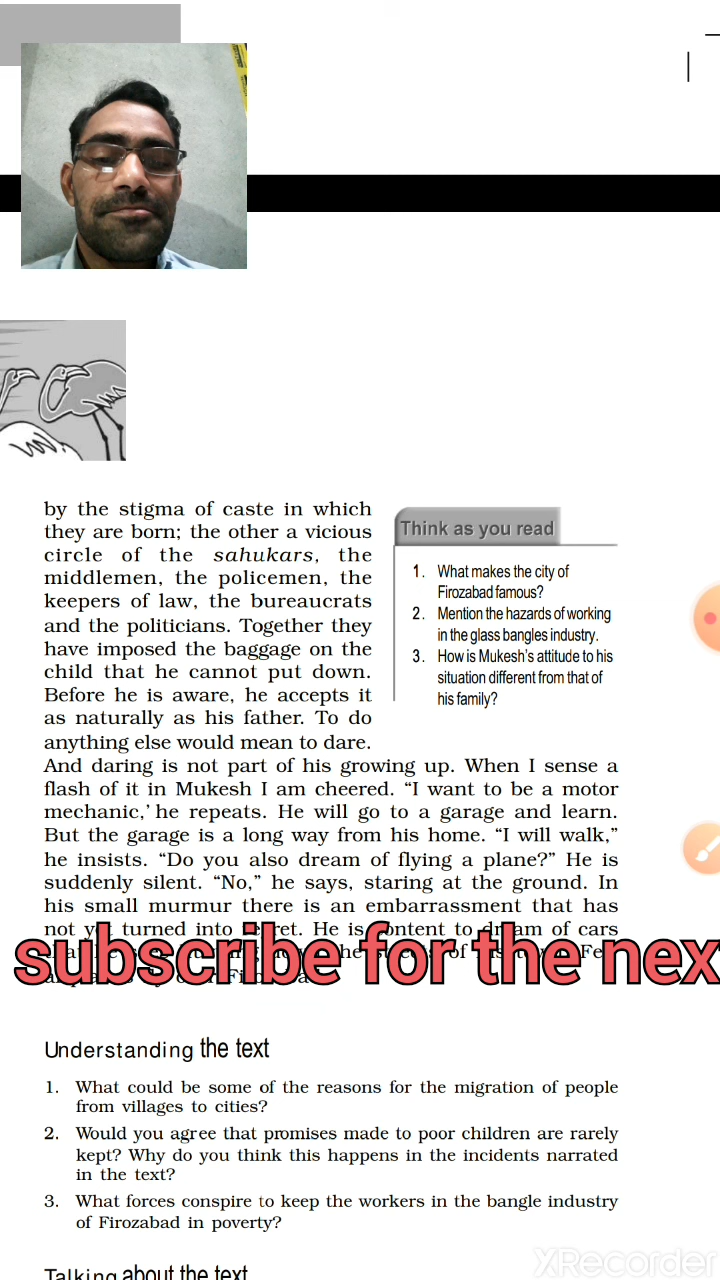 by the stigma of caste in which
they are born; the other a vicious
circle of the sahukars, the
middlemen, the policemen, the
keepers of law, the bureaucrats
and the politicians. Together they
have imposed the baggage on the
child that he cannot put down.
Before he is aware, he accepts it
as naturally as his father. To do
anything else would mean to dare.
Think as you read
1. What makes the city of
Firozabad famous?
2. Mention the hazards of working
in the glass bangles industry.
3. How is Mukesh's attitude to his
situation different from that of
his family?
And daring is not part of his growing up. When I sense a
flash of it in Mukesh I am cheered. “I want to be a motor
mechanic,’ he repeats. He will go to a garage and learn.
But the garage is a long way from his home. “I will walk,”
he insists. “Do you also dream of flying a plane?” He is
suddenly silent. “No,” he says, staring at the ground. In
his small murmur there is an embarrassment that has
not turned into He is to of cars
subscribe for the nex
Understanding the text
1. What could be some of the reasons for the migration of people
from villages to cities?
2. Would you agree that promises made to poor children are rarely
kept? Why do you think this happens in the incidents narrated
in the text?
3. What forces conspire to keep the workers in the bangle industry
of Firozabad in poverty?
Talking about the text
XRecorder